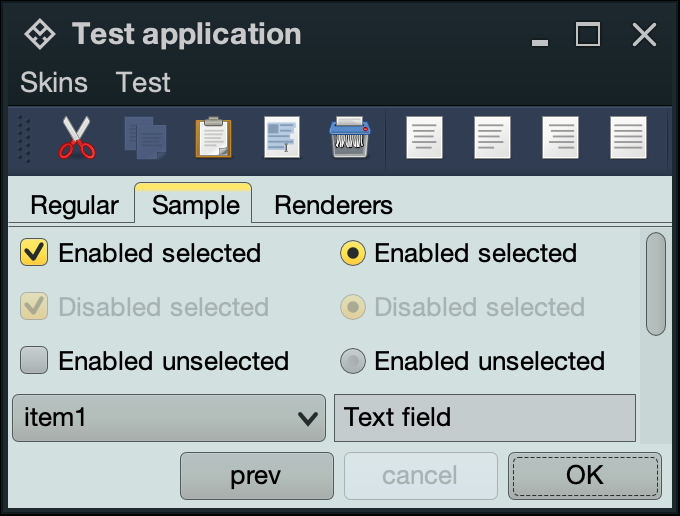 Test application
Skins Test
Regular Sample Renderers
Enabled selected Enabled selected
Disabled selected Disabled selected
Enabled unselected Enabled unselected
item1 Text field
prev cancel OK